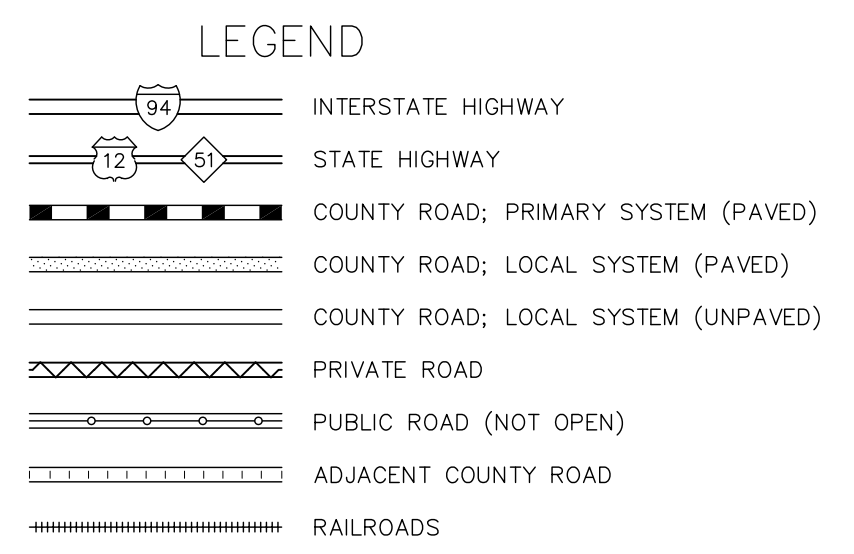 LEGEND
94 INTERSTATE HIGHWAY
12 51 STATE HIGHWAY
COUNTY ROAD; PRIMARY SYSTEM (PAVED)
COUNTY ROAD; LOCAL SYSTEM (PAVED)
COUNTY ROAD; LOCAL SYSTEM (UNPAVED)
PRIVATE ROAD
PUBLIC ROAD (NOT OPEN)
ADJACENT COUNTY ROAD
RAILROADS